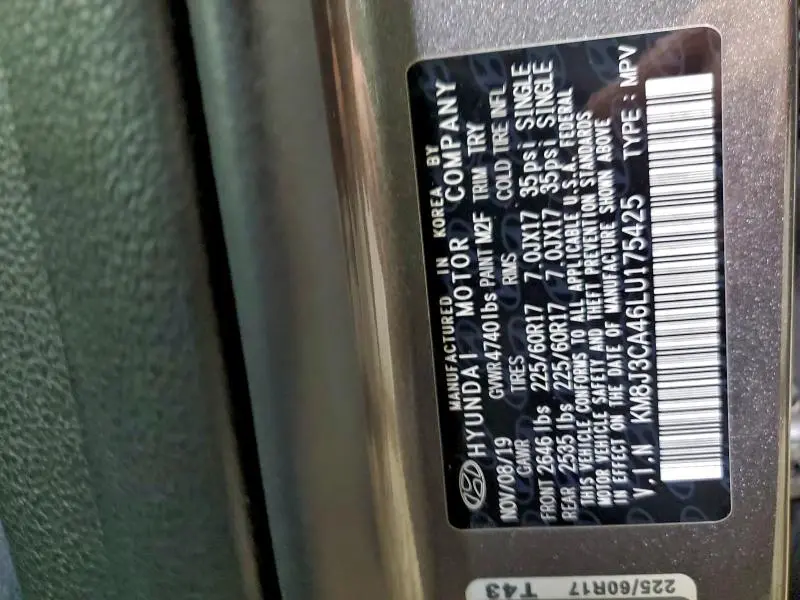 MANUFACTURED IN KOREA BY
HYUNDAI MOTOR COMPANY
NOV/08/19 GVWR 4740lbs PAINT M2F TRIM TRY
GAWR TIRES RIMS COLD TIRE INFL
FRONT 2646 lbs 225/60R17 7.0JX17 35psi SINGLE
REAR 2535 lbs 225/60R17 7.0JX17 35psi SINGLE
THIS VEHICLE CONFORMS TO ALL APPLICABLE U.S.A. FEDERAL
MOTOR VEHICLE SAFETY AND THEFT PREVENTION STANDARDS
IN EFFECT ON THE DATE OF MANUFACTURE SHOWN ABOVE
V.I.N KM8J3CA46LU175425 TYPE : MPV
225/60R17
T43